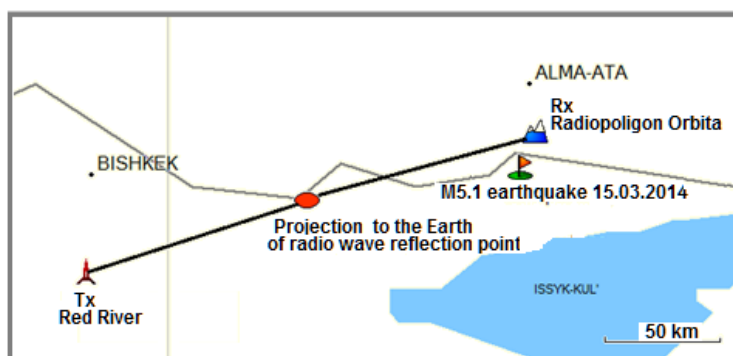 ALMA-ATA
Rx
Radiopoligon Orbita
BISHKEK
M5.1 earthquake 15.03.2014
Projection to the Earth
of radio wave reflection point
Tx
Red River
ISSYK-KUL'
50 km